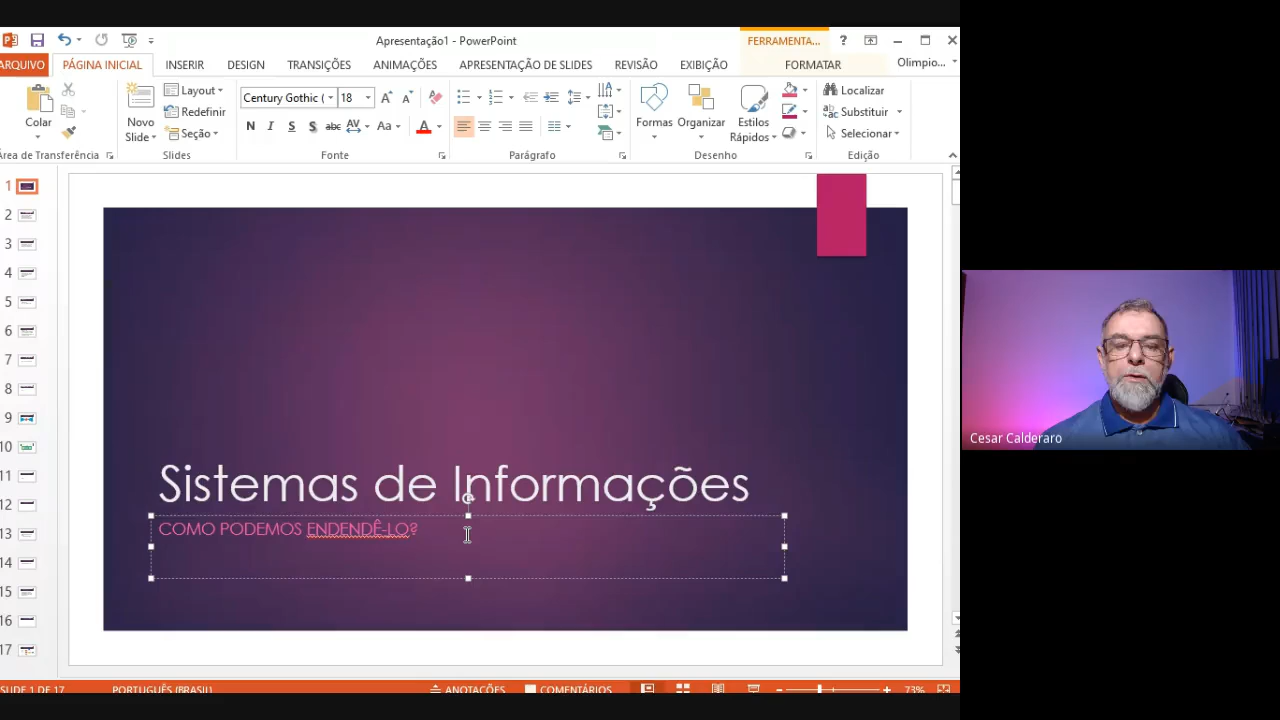 Apresentação1 - PowerPoint
FERRAMENTA...
?
ARQUIVO
PÁGINA INICIAL
INSERIR
DESIGN
TRANSIÇÕES
ANIMAÇÕES
APRESENTAÇÃO DE SLIDES
REVISÃO
EXIBIÇÃO
FORMATAR
Olimpio...
Colar
Área de Transferência
Novo
Slide
Layout
Redefinir
Seção
Slides
Century Gothic (
18
N I S S abc AV Aa A
Fonte
Parágrafo
Formas
Organizar
Estilos
Rápidos
Desenho
Localizar
Substituir
Selecionar
Edição
1
2
3
4
5
6
7
8
9
10
11
12
13
14
15
16
17
Sistemas de Informações
COMO PODEMOS ENDENDÊ-LO?
Cesar Calderaro
SLIDE 1 DE 17
PORTUGUÊS (BRASIL)
ANOTAÇÕES
COMENTÁRIOS
73%